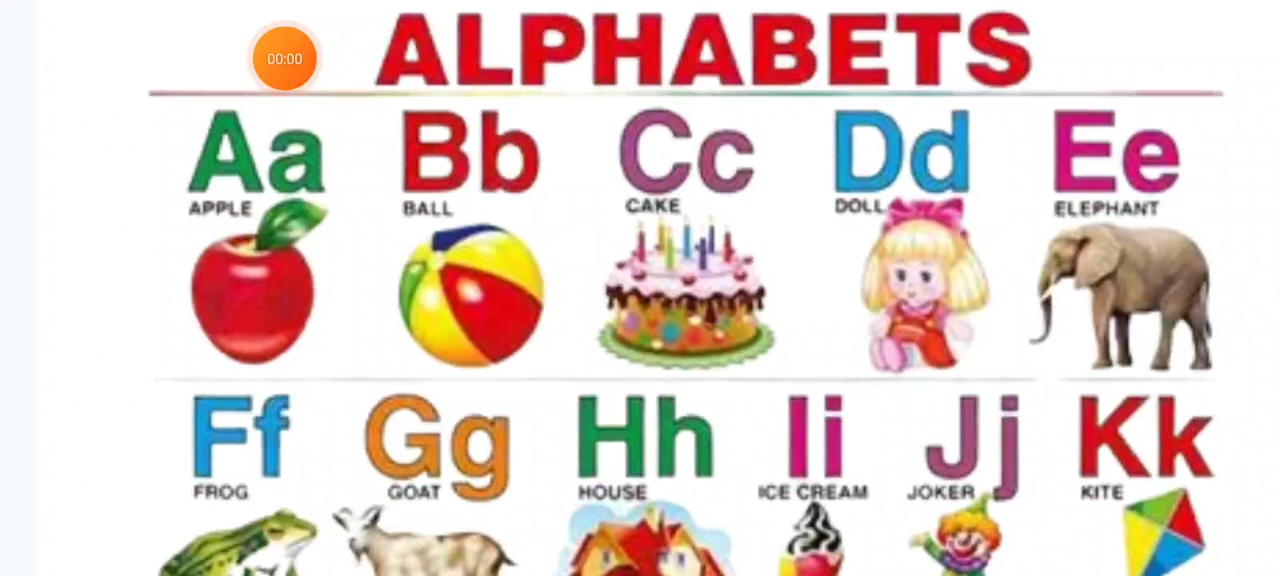 ALPHABETS
00:00
Aa Bb Cc Dd Ee
APPLE BALL CAKE DOLL ELEPHANT
Ff Gg Hh Ii Jj Kk
FROG GOAT HOUSE ICE CREAM JOKER KITE